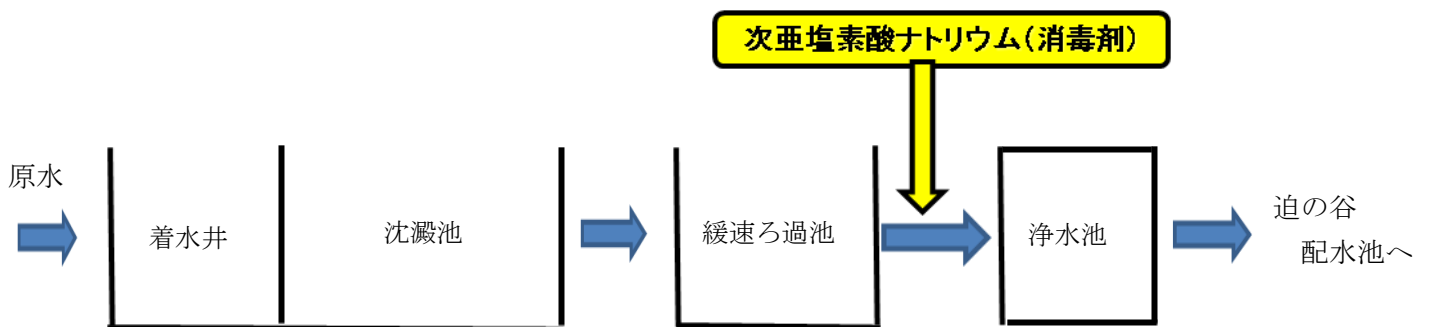 次亜塩素酸ナトリウム(消毒剤)
原水
着水井
沈澱池
緩速ろ過池
浄水池
迫の谷
配水池へ